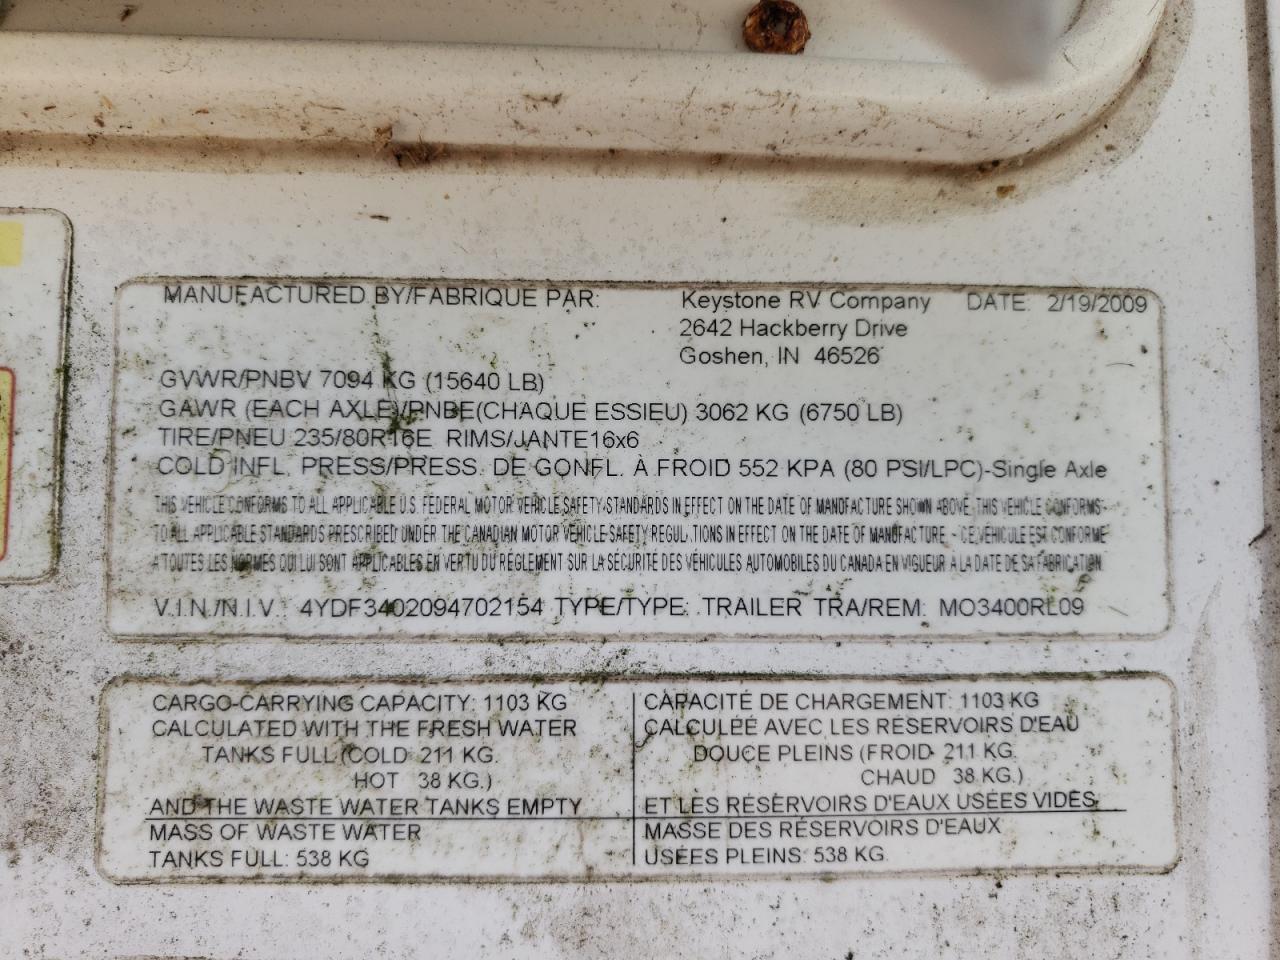 MANUFACTURED BY/FABRIQUE PAR: Keystone RV Company DATE: 2/19/2009
2642 Hackberry Drive
Goshen, IN 46526
GVWR/PNBV 7094 KG (15640 LB)
GAWR (EACH AXLE)/PNBE(CHAQUE ESSIEU) 3062 KG (6750 LB)
TIRE/PNEU 235/80R16E RIMS/JANTE16x6
COLD INFL. PRESS/PRESS. DE GONFL. À FROID 552 KPA (80 PSI/LPC)-Single Axle
THIS VEHICLE CONFORMS TO ALL APPLICABLE U.S. FEDERAL MOTOR VEHICLE SAFETY STANDARDS IN EFFECT ON THE DATE OF MANFACTURE SHOWN ABOVE. THIS VEHICLE CONFORMS
TO ALL APPLICABLE STANDARDS PRESCRIBED UNDER THE CANADIAN MOTOR VEHICLE SAFETY REGULATIONS IN EFFECT ON THE DATE OF MANUFACTURE - CE VÉHICULE EST CONFORME
A TOUTES LES NORMES QUI LUI SONT APPLICABLES EN VERTU DU RÉGLEMENT SUR LA SÉCURITÉ DES VÉHICULES AUTOMOBILES DU CANADA EN VIGUEUR A LA DATE DE SA FABRICATION
V.I.N./N.I.V.: 4YDF3402094702154 TYPE/TYPE: TRAILER TRA/REM: MO3400RL09
CARGO-CARRYING CAPACITY: 1103 KG
CALCULATED WITH THE FRESH WATER
TANKS FULL (COLD 211 KG.
HOT 38 KG.)
AND THE WASTE WATER TANKS EMPTY
MASS OF WASTE WATER
TANKS FULL: 538 KG
CAPACITÉ DE CHARGEMENT: 1103 KG
CALCULÉÉ AVEC LES RÉSERVOIRS D'EAU
DOUCE PLEINS (FROID 211 KG.
CHAUD 38 KG.)
ET LES RÉSERVOIRS D'EAUX USÉES VIDES
MASSE DES RÉSERVOIRS D'EAUX
USÉES PLEINS: 538 KG